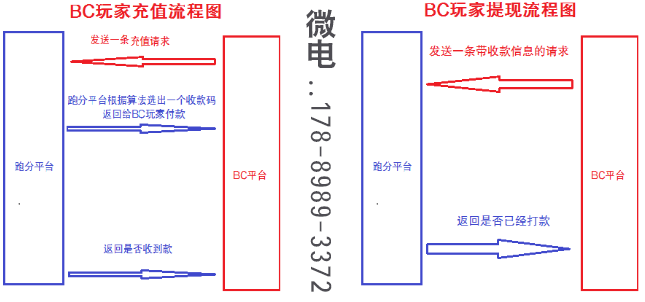 BC玩家充值流程图
发送一条充值请求
跑分平台根据算法选出一个收款码
返回给BC玩家付款
跑分平台
BC平台
返回是否收到款
微电..178-8989-3372
BC玩家提现流程图
发送一条带收款信息的请求
跑分平台
BC平台
返回是否已经打款